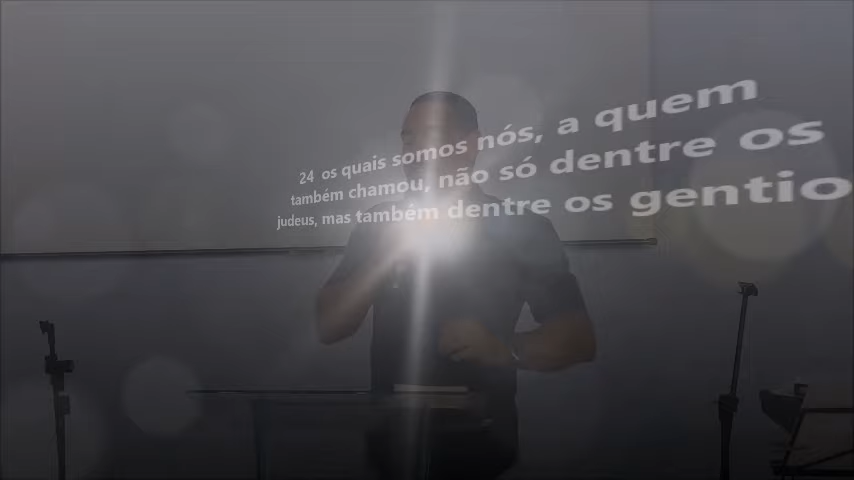 24 os quais somos nós, a quem
também chamou, não só dentre os
judeus, mas também dentre os gentio